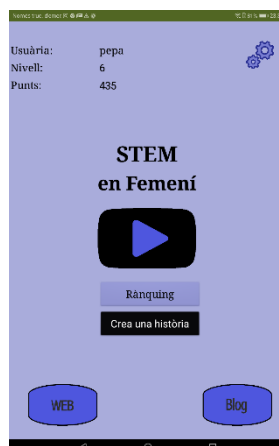 Usuària: pepa
Nivell: 6
Punts: 435
STEM
en Femení
Rànquing
Crea una història
WEB
Blog